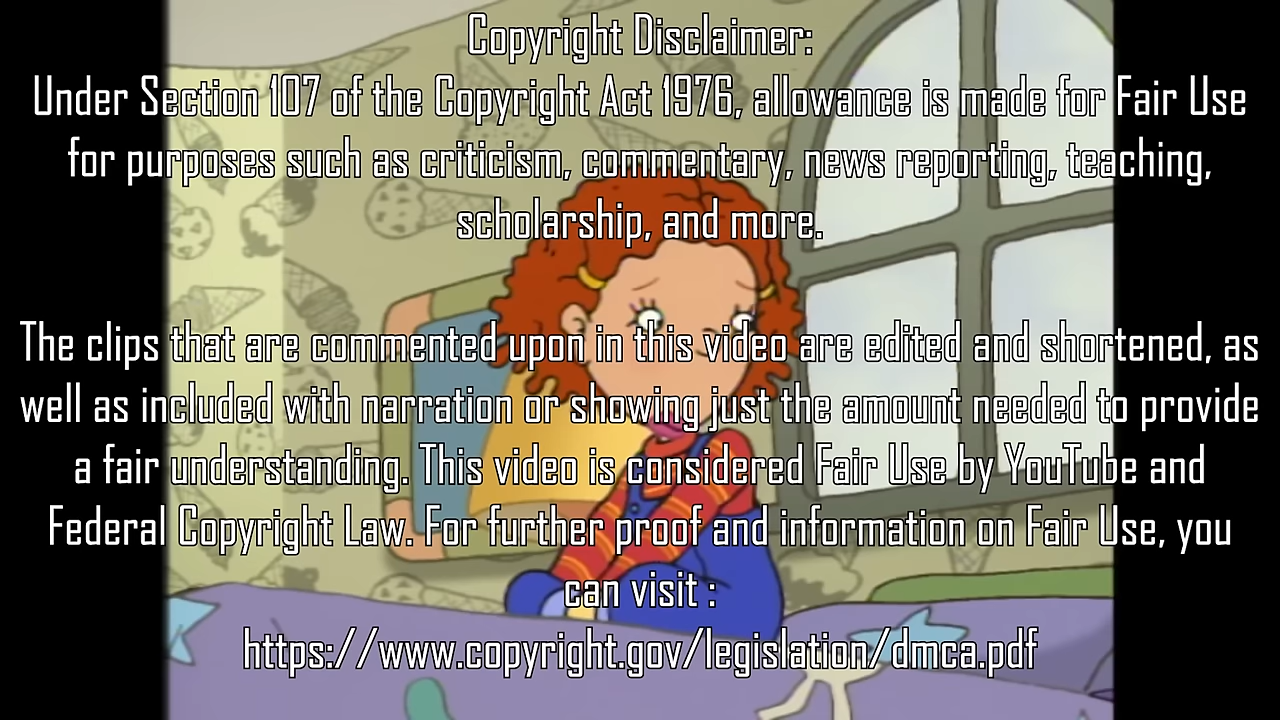 Copyright Disclaimer:
Under Section 107 of the Copyright Act 1976, allowance is made for Fair Use
for purposes such as criticism, commentary, news reporting, teaching,
scholarship, and more.
The clips that are commented upon in this video are edited and shortened, as
well as included with narration or showing just the amount needed to provide
a fair understanding. This video is considered Fair Use by YouTube and
Federal Copyright Law. For further proof and information on Fair Use, you
can visit :
https://www.copyright.gov/legislation/dmca.pdf